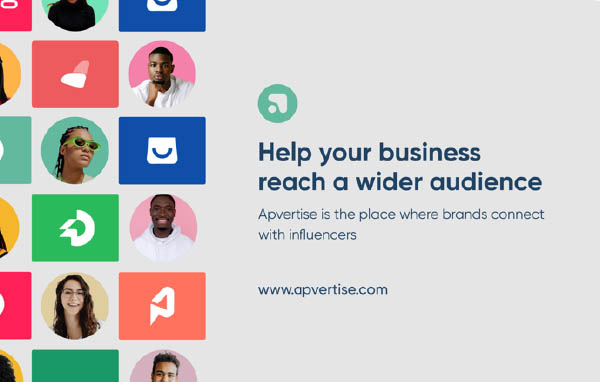 Help your business
reach a wider audience
Apvertise is the place where brands connect
with influencers
www.apvertise.com